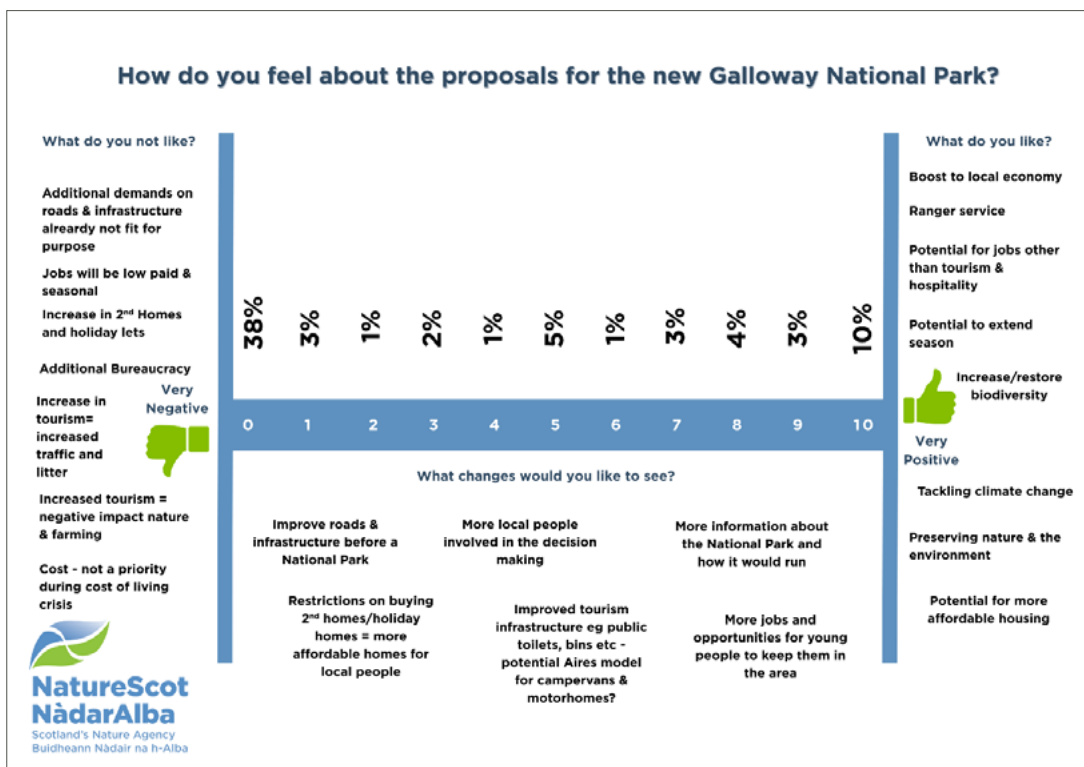 How do you feel about the proposals for the new Galloway National Park?
What do you not like?
Additional demands on
roads & infrastructure
alreardy not fit for
purpose
Jobs will be low paid &
seasonal
Increase in 2nd Homes
and holiday lets
Additional Bureaucracy
Increase in
tourism=
increased
traffic and
litter
Increased tourism =
negative impact nature
& farming
Cost - not a priority
during cost of living
crisis
Very
Negative
38% 3% 1% 2% 1% 5% 1% 3% 4% 3% 10%
0 1 2 3 4 5 6 7 8 9 10
What changes would you like to see?
Improve roads &
infrastructure before a
National Park
More local people
involved in the decision
making
More information about
the National Park and
how it would run
Restrictions on buying
2nd homes/holiday
homes = more
affordable homes for
local people
Improved tourism
infrastructure eg public
toilets, bins etc -
potential Aires model
for campervans &
motorhomes?
More jobs and
opportunities for young
people to keep them in
the area
What do you like?
Boost to local economy
Ranger service
Potential for jobs other
than tourism &
hospitality
Potential to extend
season
Increase/restore
biodiversity
Very
Positive
Tackling climate change
Preserving nature & the
environment
Potential for more
affordable housing
NatureScot
NàdarAlba
Scotland's Nature Agency
Buidheann Nàdair na h-Alba